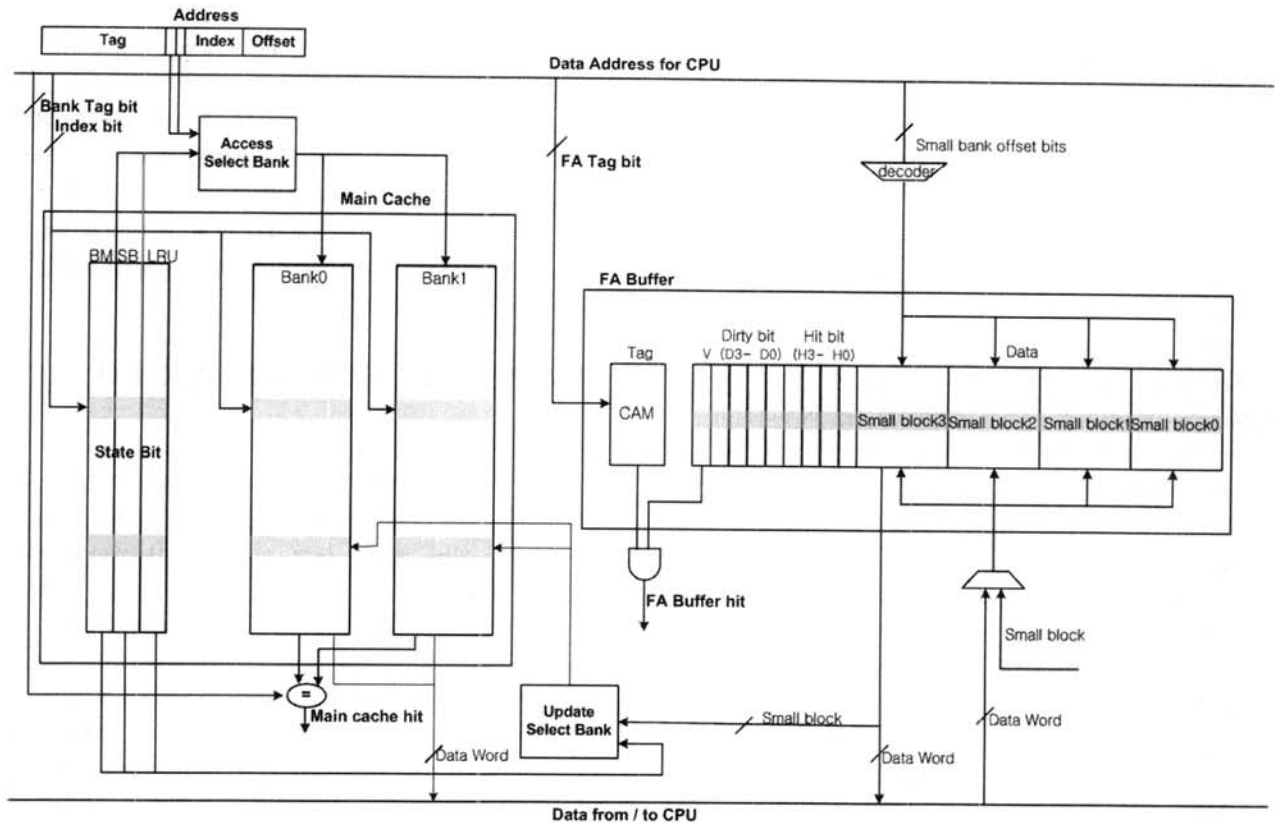 Address
Tag Index Offset
Data Address for CPU
Bank Tag bit
Index bit
Access
Select Bank
FA Tag bit
Small bank offset bits
decoder
Main Cache
BM SB LRU
Bank0
Bank1
FA Buffer
Dirty bit Hit bit
V (D3- D0) (H3- H0)
Tag
Data
CAM
Small block3 Small block2 Small block1 Small block0
State Bit
FA Buffer hit
Small block
=
Main cache hit
Update
Select Bank
Small block
Data Word
Data Word
Data Word
Data from / to CPU